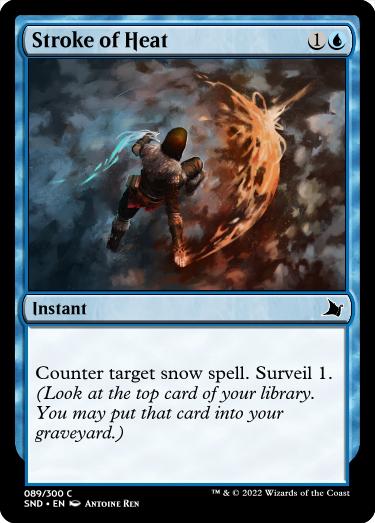 Stroke of Heat 1
Instant
Counter target snow spell. Surveil 1.
(Look at the top card of your library.
You may put that card into your
graveyard.)
089/300 C
SND • EN Antoine Ren
™ & © 2022 Wizards of the Coast